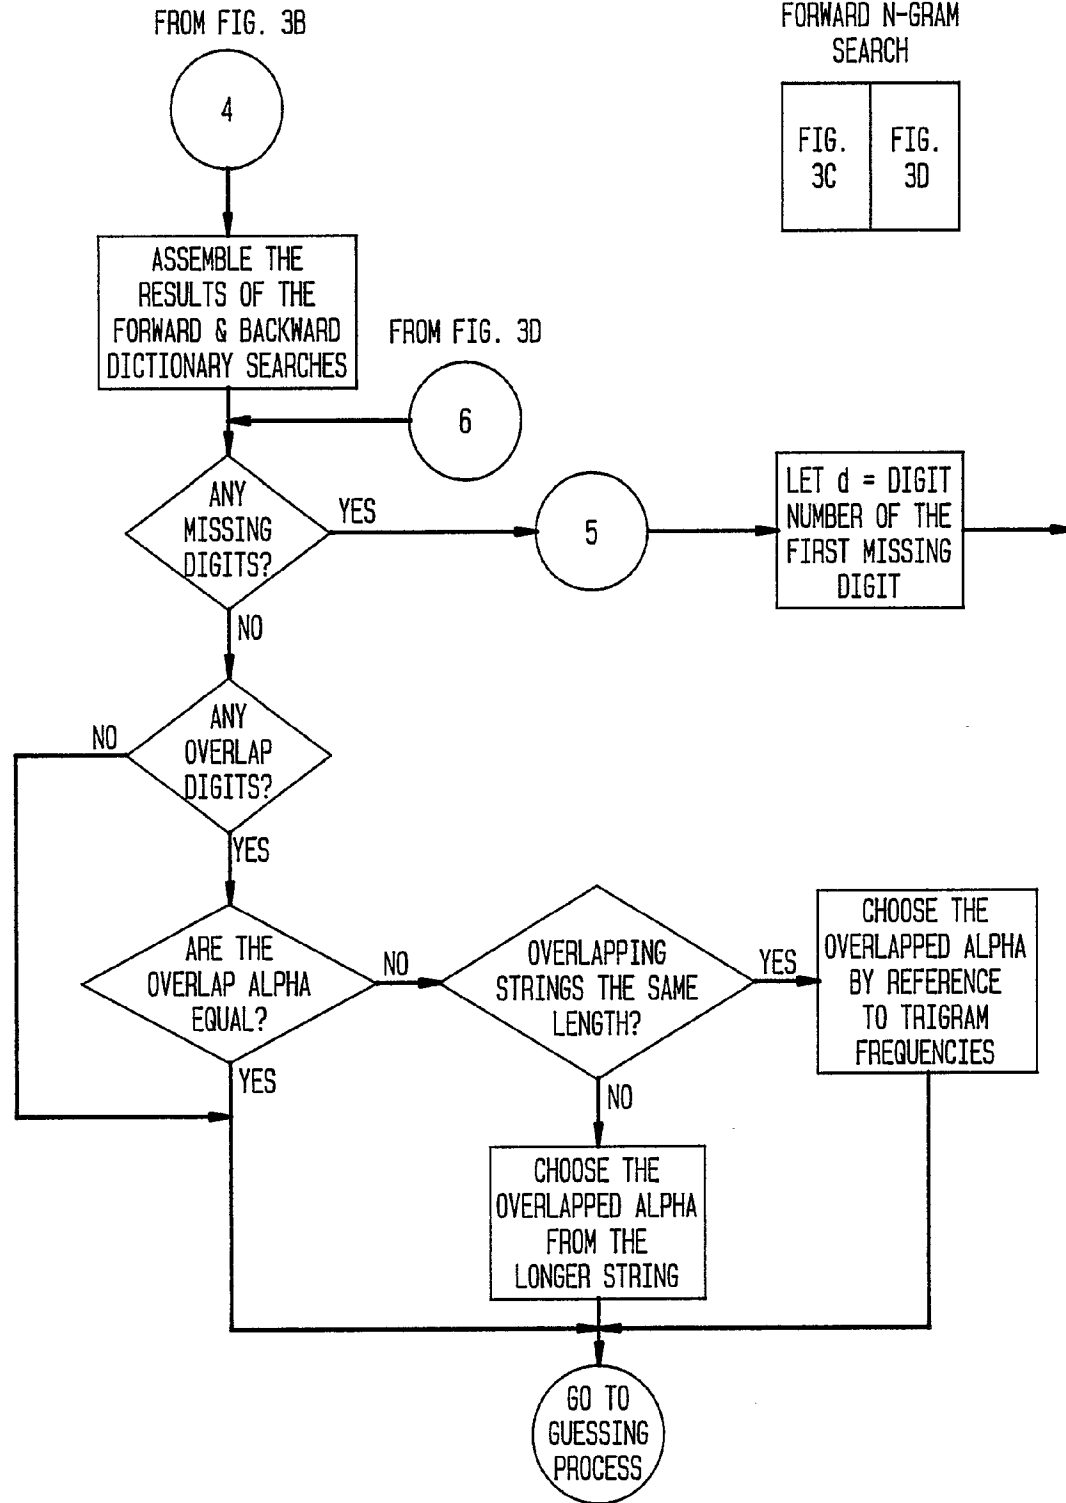 FROM FIG. 3B
4
FORWARD N-GRAM
SEARCH
FIG.
3C
FIG.
3D
ASSEMBLE THE
RESULTS OF THE
FORWARD & BACKWARD
DICTIONARY SEARCHES
FROM FIG. 3D
6
ANY
MISSING
DIGITS?
YES
5
LET d = DIGIT
NUMBER OF THE
FIRST MISSING
DIGIT
NO
ANY
OVERLAP
DIGITS?
NO
YES
ARE THE
OVERLAP ALPHA
EQUAL?
NO
YES
OVERLAPPING
STRINGS THE SAME
LENGTH?
YES
NO
CHOOSE THE
OVERLAPPED ALPHA
BY REFERENCE
TO TRIGRAM
FREQUENCIES
CHOOSE THE
OVERLAPPED ALPHA
FROM THE
LONGER STRING
GO TO
GUESSING
PROCESS